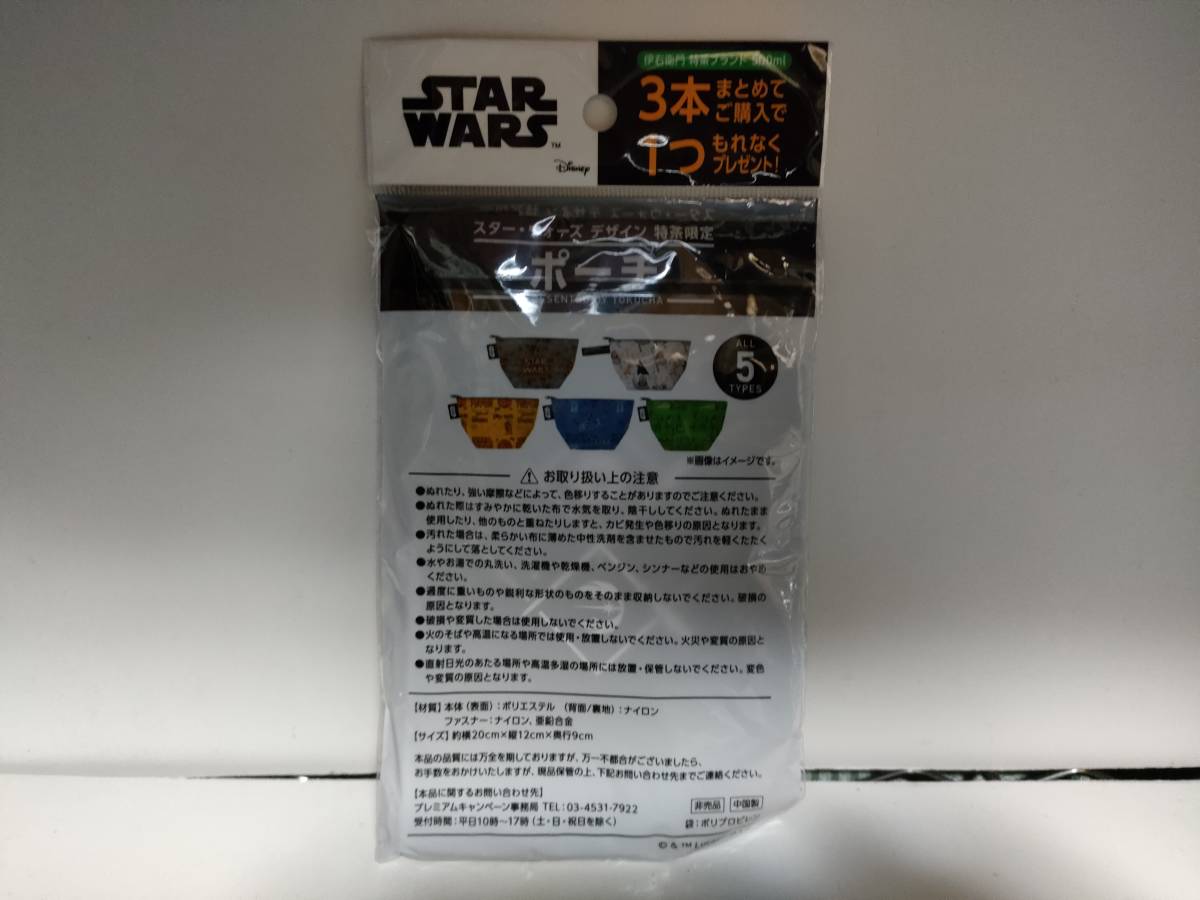 STAR
WARS
™
Disney
伊右衛門 特茶ブランド 500ml
3本 まとめて
ご購入で
1つ もれなく
プレゼント!
スター・ウォーズ デザイン 特茶限定
ポーチ
TOKUCHA
STAR
WARS
ALL
5
TYPES
※画像はイメージです。
お取り扱い上の注意
●ぬれたり、強い摩擦などによって、色移りすることがありますのでご注意ください。
●ぬれた際はすみやかに乾いた布で水気を取り、陰干ししてください。ぬれたまま
使用したり、他のものと重ねたりしますと、カビ発生や色移りの原因となります。
●汚れた場合は、柔らかい布に薄めた中性洗剤を含ませたもので汚れを軽くたたく
ようにして落としてください。
●水やお湯での丸洗い、洗濯機や乾燥機、ベンジン、シンナーなどの使用はおやめ
ください。
●過度に重いものや鋭利な形状のものをそのまま収納しないでください。破損の
原因となります。
●破損や変質した場合は使用しないでください。
●火のそばや高温になる場所では使用・放置しないでください。火災や変質の原因と
なります。
●直射日光のあたる場所や高温多湿の場所には放置・保管しないでください。変色
や変質の原因となります。
【材質】本体(表面):ポリエステル (背面/裏地):ナイロン
ファスナー:ナイロン、亜鉛合金
【サイズ】約横20cm×縦12cm×奥行9cm
本品の品質には万全を期しておりますが、万一不都合がございましたら、
お手数をおかけいたしますが、現品保管の上、下記お問い合わせ先までご連絡ください。
【本品に関するお問い合わせ先】
プレミアムキャンペーン事務局 TEL:03-4531-7922
受付時間:平日10時〜17時(土・日・祝日を除く)
非売品 中国製
袋:ポリプロピレン
© & ™